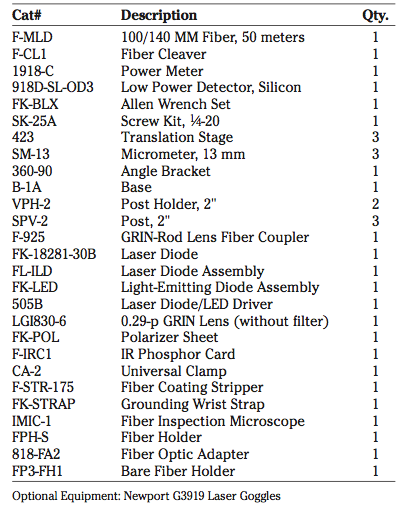 Cat# Description Qty.
F-MLD 100/140 MM Fiber, 50 meters 1
F-CL1 Fiber Cleaver 1
1918-C Power Meter 1
918D-SL-OD3 Low Power Detector, Silicon 1
FK-BLX Allen Wrench Set 1
SK-25A Screw Kit, ¼-20 1
423 Translation Stage 3
SM-13 Micrometer, 13 mm 3
360-90 Angle Bracket 1
B-1A Base 1
VPH-2 Post Holder, 2" 2
SPV-2 Post, 2" 3
F-925 GRIN-Rod Lens Fiber Coupler 1
FK-18281-30B Laser Diode 1
FL-ILD Laser Diode Assembly 1
FK-LED Light-Emitting Diode Assembly 1
505B Laser Diode/LED Driver 1
LGI830-6 0.29-p GRIN Lens (without filter) 1
FK-POL Polarizer Sheet 1
F-IRC1 IR Phosphor Card 1
CA-2 Universal Clamp 1
F-STR-175 Fiber Coating Stripper 1
FK-STRAP Grounding Wrist Strap 1
IMIC-1 Fiber Inspection Microscope 1
FPH-S Fiber Holder 1
818-FA2 Fiber Optic Adapter 1
FP3-FH1 Bare Fiber Holder 1
Optional Equipment: Newport G3919 Laser Goggles